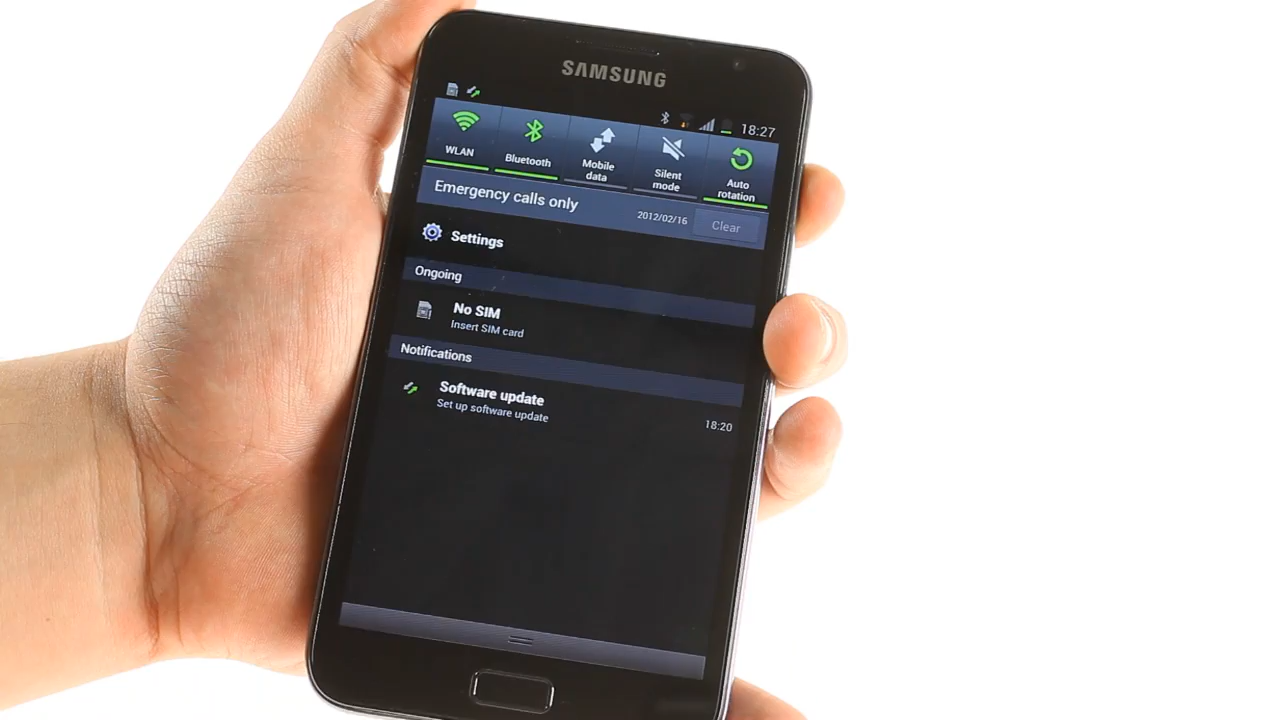 SAMSUNG
18:27
WLAN
Bluetooth
Mobile
data
Silent
mode
Auto
rotation
Emergency calls only
2012/02/16
Clear
Settings
Ongoing
No SIM
Insert SIM card
Notifications
Software update
Set up software update
18:20